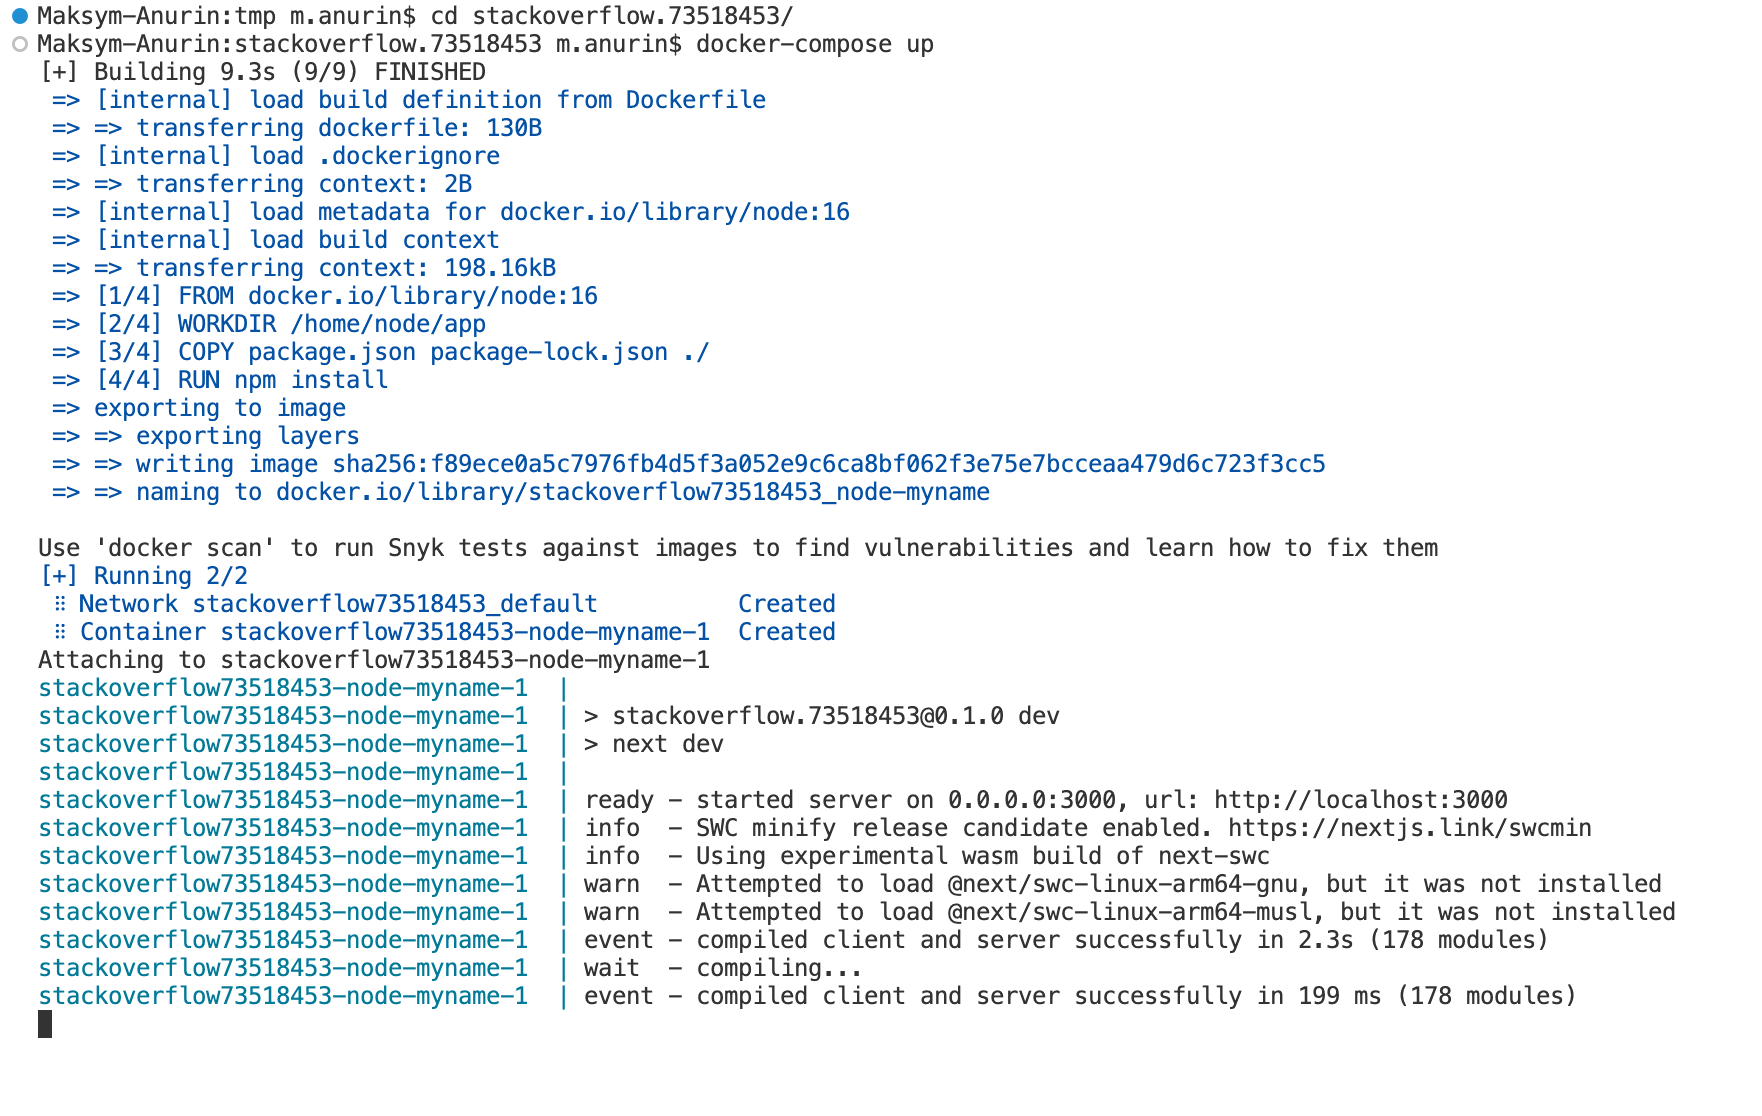 Maksym-Anurin:tmp m.anurin$ cd stackoverflow.73518453/
Maksym-Anurin:stackoverflow.73518453 m.anurin$ docker-compose up
[+] Building 9.3s (9/9) FINISHED
=> [internal] load build definition from Dockerfile
=> => transferring dockerfile: 130B
=> [internal] load .dockerignore
=> => transferring context: 2B
=> [internal] load metadata for docker.io/library/node:16
=> [internal] load build context
=> => transferring context: 198.16kB
=> [1/4] FROM docker.io/library/node:16
=> [2/4] WORKDIR /home/node/app
=> [3/4] COPY package.json package-lock.json ./
=> [4/4] RUN npm install
=> exporting to image
=> => exporting layers
=> => writing image sha256:f89ece0a5c7976fb4d5f3a052e9c6ca8bf062f3e75e7bcceaa479d6c723f3cc5
=> => naming to docker.io/library/stackoverflow73518453_node-myname
Use 'docker scan' to run Snyk tests against images to find vulnerabilities and learn how to fix them
[+] Running 2/2
⠿ Network stackoverflow73518453_default          Created
⠿ Container stackoverflow73518453-node-myname-1  Created
Attaching to stackoverflow73518453-node-myname-1
stackoverflow73518453-node-myname-1  |
stackoverflow73518453-node-myname-1  | > stackoverflow.73518453@0.1.0 dev
stackoverflow73518453-node-myname-1  | > next dev
stackoverflow73518453-node-myname-1  |
stackoverflow73518453-node-myname-1  | ready - started server on 0.0.0.0:3000, url: http://localhost:3000
stackoverflow73518453-node-myname-1  | info  - SWC minify release candidate enabled. https://nextjs.link/swcmin
stackoverflow73518453-node-myname-1  | info  - Using experimental wasm build of next-swc
stackoverflow73518453-node-myname-1  | warn  - Attempted to load @next/swc-linux-arm64-gnu, but it was not installed
stackoverflow73518453-node-myname-1  | warn  - Attempted to load @next/swc-linux-arm64-musl, but it was not installed
stackoverflow73518453-node-myname-1  | event - compiled client and server successfully in 2.3s (178 modules)
stackoverflow73518453-node-myname-1  | wait  - compiling...
stackoverflow73518453-node-myname-1  | event - compiled client and server successfully in 199 ms (178 modules)